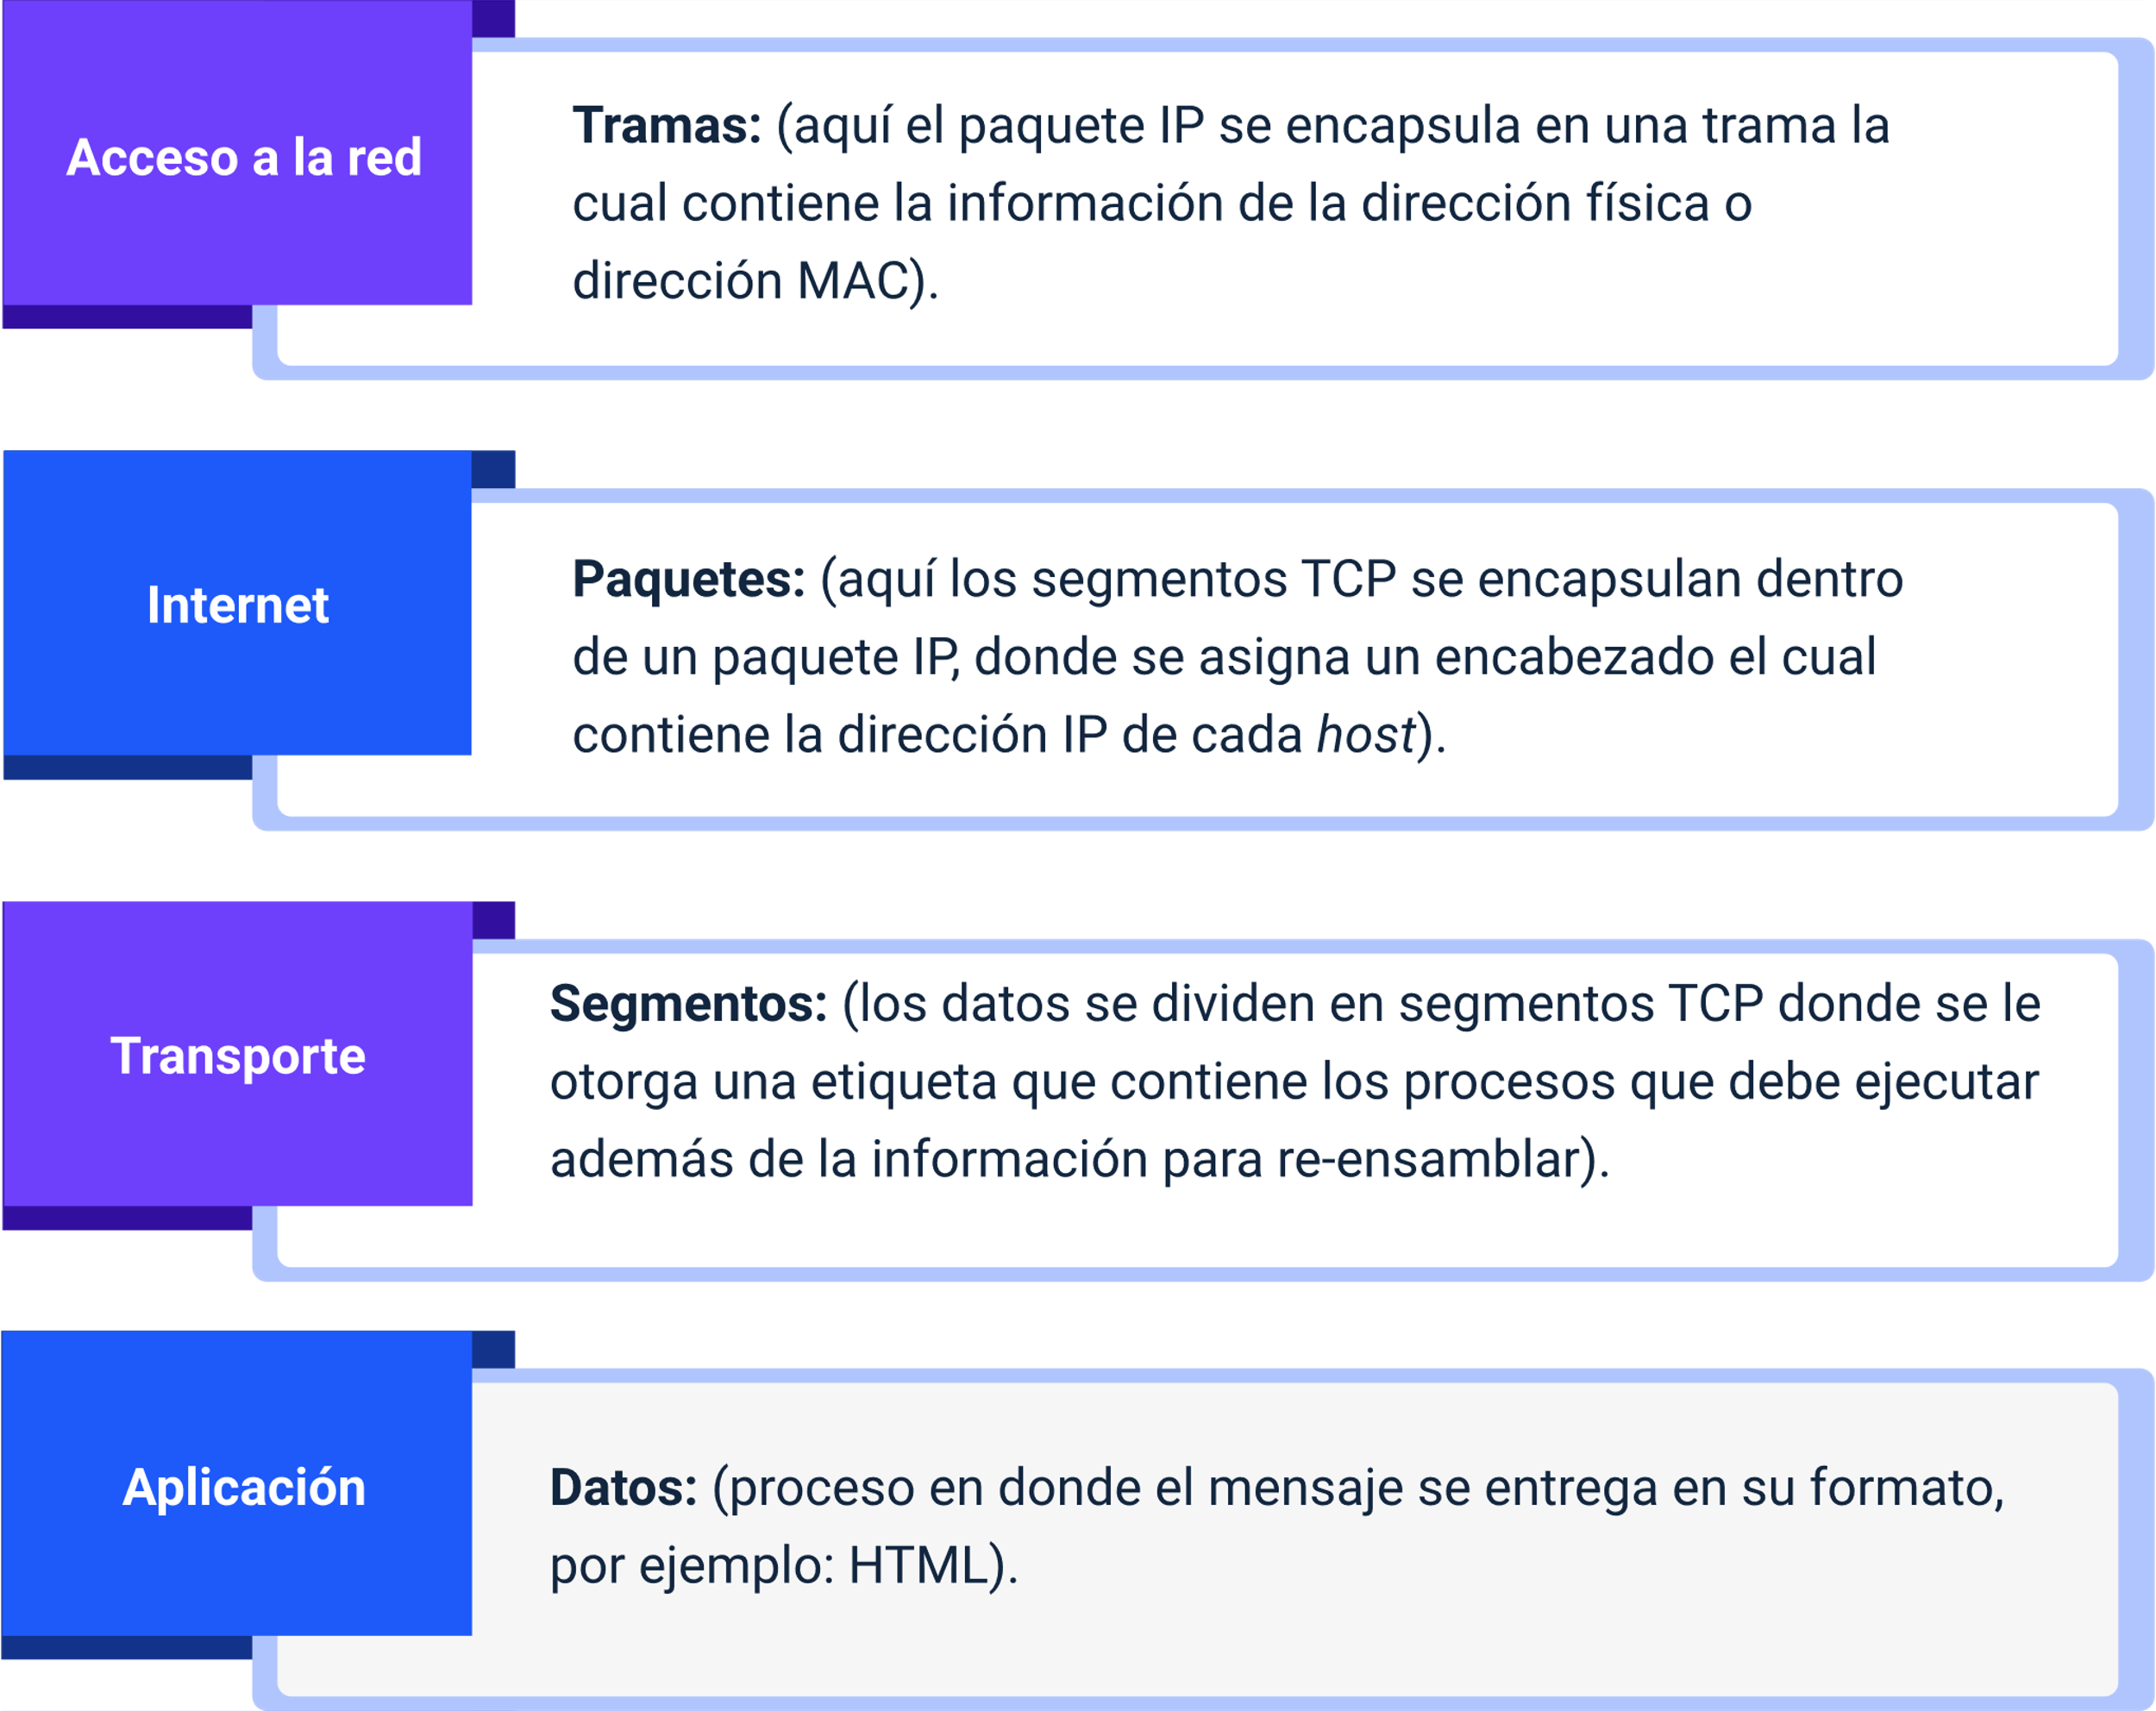 Acceso a la red
Tramas: (aquí el paquete IP se encapsula en una trama la
cual contiene la información de la dirección física o
dirección MAC).
Internet
Paquetes: (aquí los segmentos TCP se encapsulan dentro
de un paquete IP, donde se asigna un encabezado el cual
contiene la dirección IP de cada host).
Transporte
Segmentos: (los datos se dividen en segmentos TCP donde se le
otorga una etiqueta que contiene los procesos que debe ejecutar
además de la información para re-ensamblar).
Aplicación
Datos: (proceso en donde el mensaje se entrega en su formato,
por ejemplo: HTML).